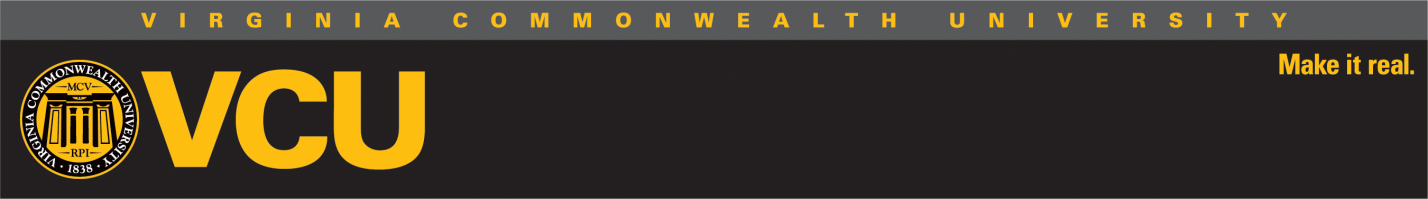 VIRGINIA COMMONWEALTH UNIVERSITY
Make it real.
VIRGINIA COMMONWEALTH UNIVERSITY
MCV
RPI
· 1838 ·
VCU